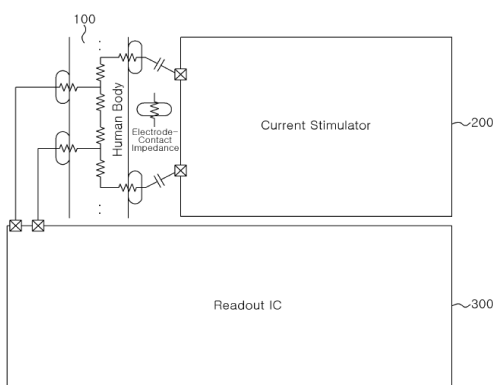 100
Human Body
Electrode-
Contact
Impedance
Current Stimulator
200
Readout IC
300